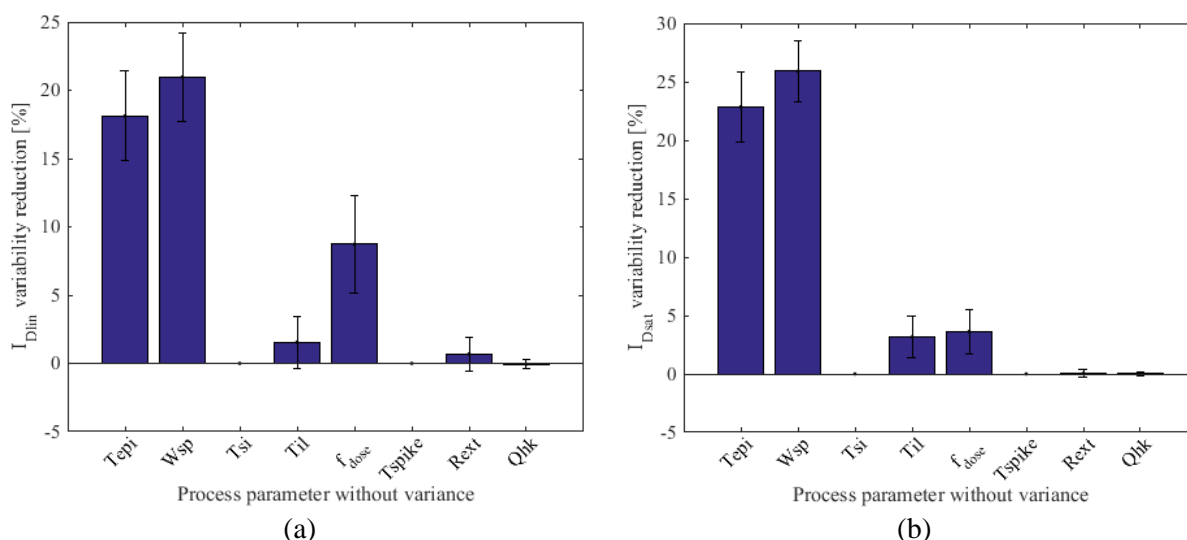 I_Dlin variability reduction [%]
25
20
15
10
5
0
-5
Tepi Wsp Tsi Til f_dose Tspike Rext Qhk
Process parameter without variance
(a)
I_Dsat variability reduction [%]
30
25
20
15
10
5
0
-5
Tepi Wsp Tsi Til f_dose Tspike Rext Qhk
Process parameter without variance
(b)